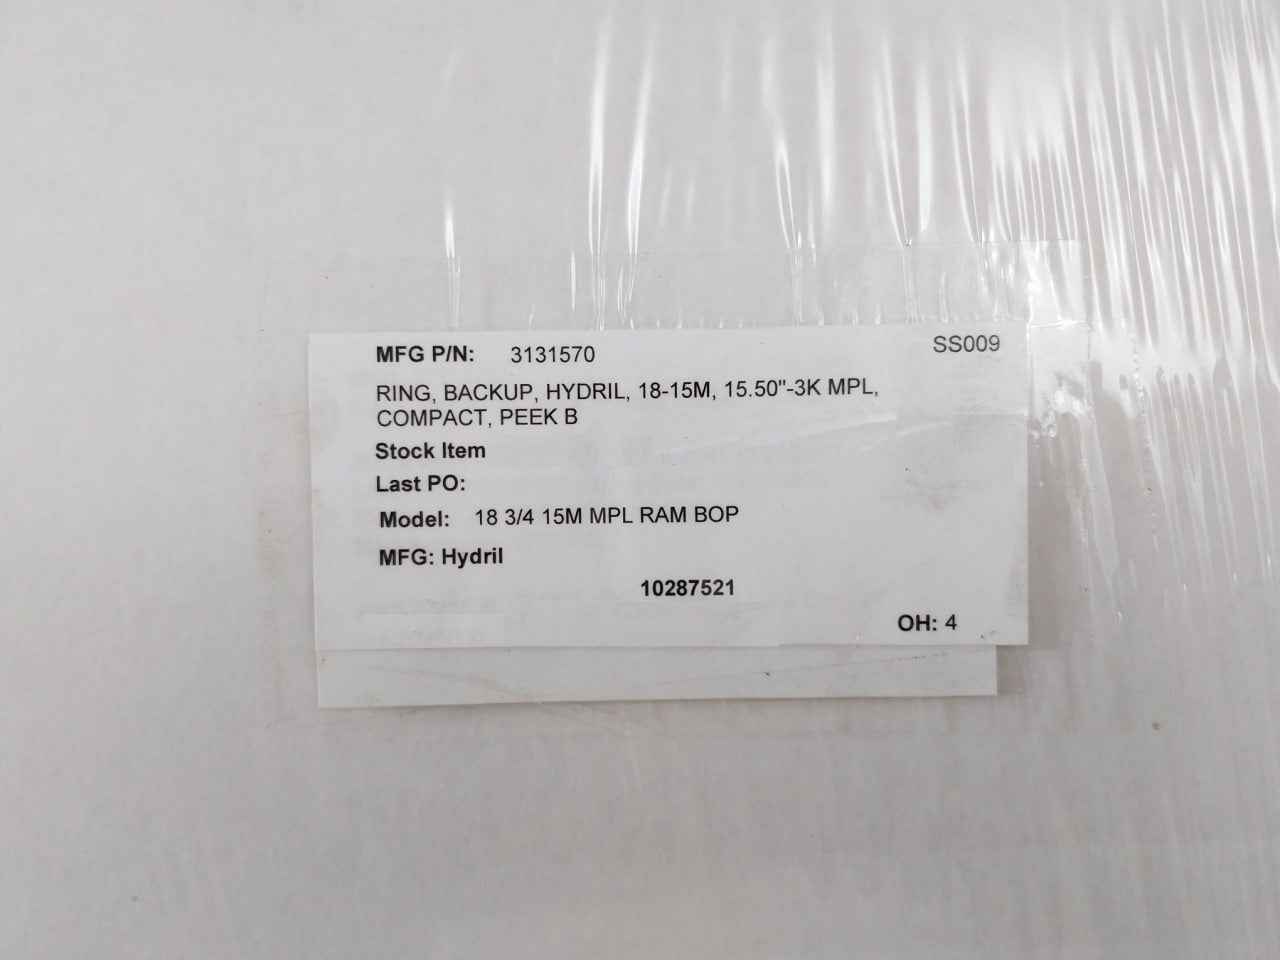 MFG P/N: 3131570 SS009
RING, BACKUP, HYDRIL, 18-15M, 15.50"-3K MPL,
COMPACT, PEEK B
Stock Item
Last PO:
Model: 18 3/4 15M MPL RAM BOP
MFG: Hydril
10287521
OH: 4